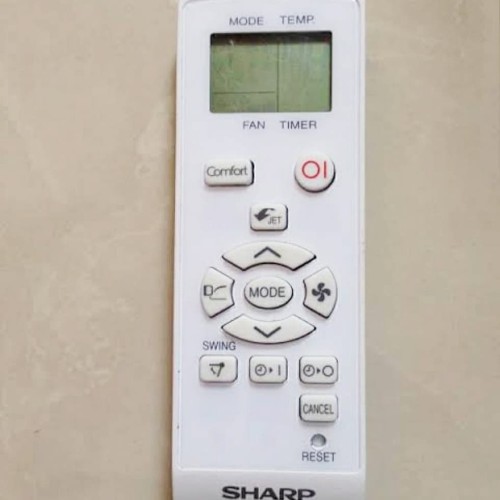 MODE TEMP.
FAN TIMER
Comfort
JET
MODE
SWING
CANCEL
RESET
SHARP